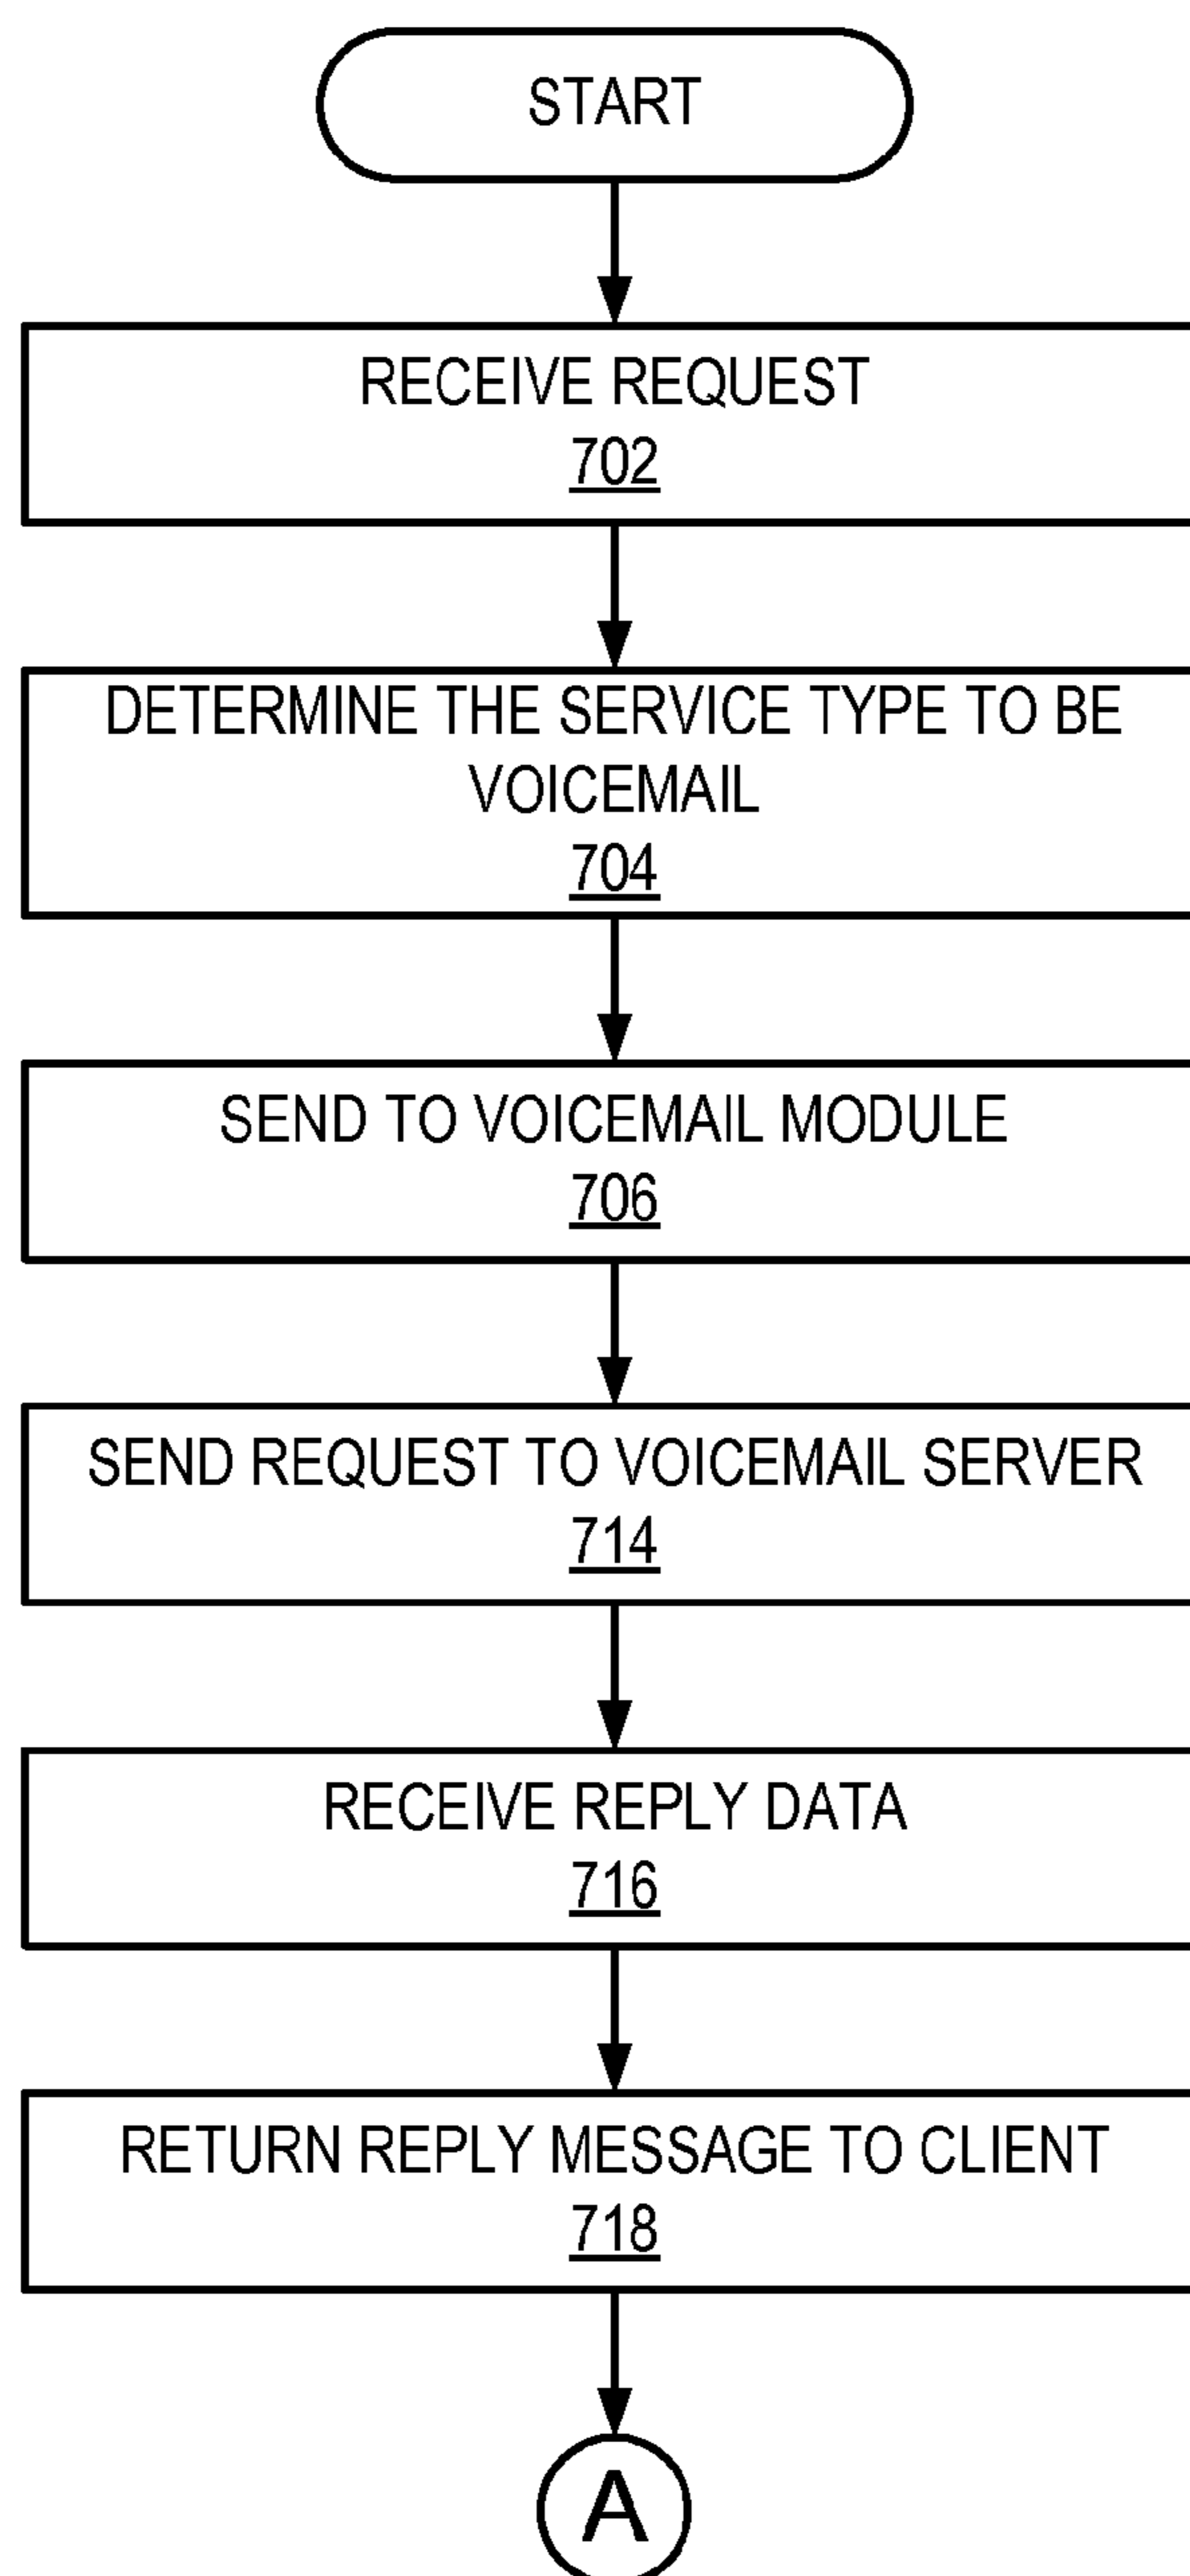 START
RECEIVE REQUEST
702
DETERMINE THE SERVICE TYPE TO BE
VOICEMAIL
704
SEND TO VOICEMAIL MODULE
706
SEND REQUEST TO VOICEMAIL SERVER
714
RECEIVE REPLY DATA
716
RETURN REPLY MESSAGE TO CLIENT
718
A